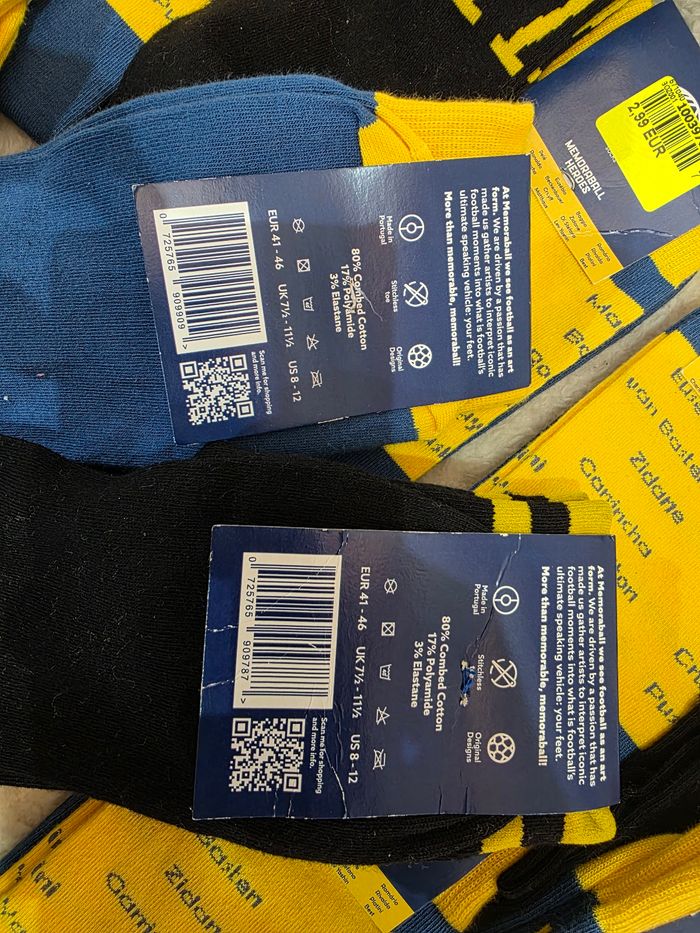 2,99 EUR
MEMORABALL
HEROES
At Memoraball we see football as an art
form. We are driven by a passion that has
made us gather artists to interpret iconic
football moments into what is football's
ultimate speaking vehicle: your feet.
More than memorable, memoraball!
Made in
Portugal
Stitchless
toe
Original
Designs
80% Combed Cotton
17% Polyamide
3% Elastane
EUR 41 - 46 UK 7½ - 11½ US 8 - 12
0 725765 909909 >
Scan me for shopping
and more info.
At Memoraball we see football as an art
form. We are driven by a passion that has
made us gather artists to interpret iconic
football moments into what is football's
ultimate speaking vehicle: your feet.
More than memorable, memoraball!
Made in
Portugal
Stitchless
Original
Designs
80% Combed Cotton
17% Polyamide
3% Elastane
EUR 41 - 46 UK 7½ - 11½ US 8 - 12
0 725765 909787 >
Scan me for shopping
and more info.
van Basten
Zidane
Garrincha
Basten
Zidane
Romário
Rivaldo
Platini
Best